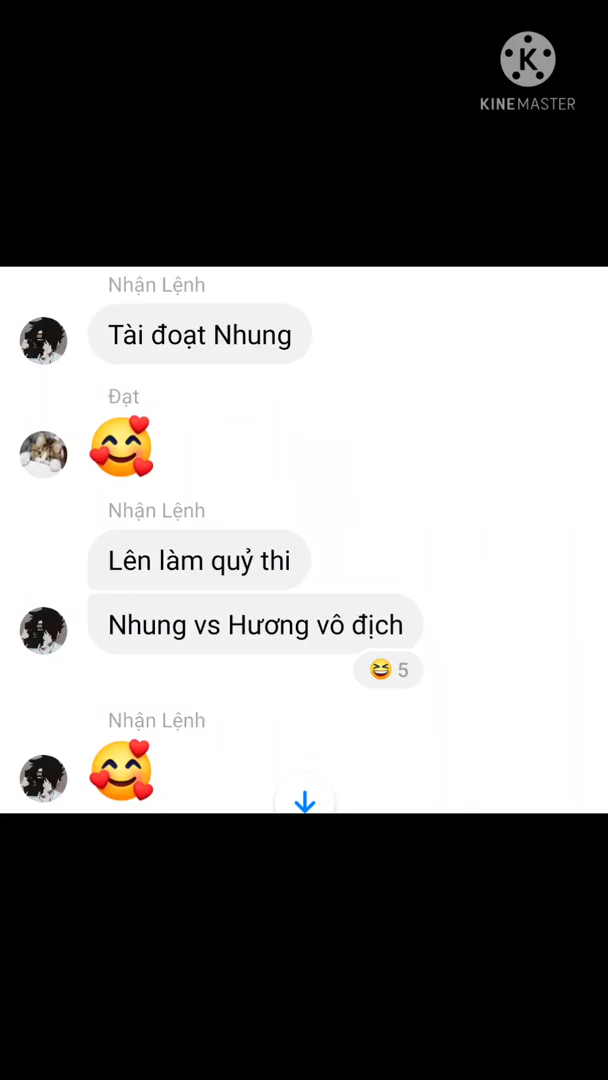 KINEMASTER
Nhận Lệnh
Tài đoạt Nhung
Đạt
🥰
Nhận Lệnh
Lên làm quỷ thi
Nhung vs Hương vô địch
😆 5
Nhận Lệnh
🥰